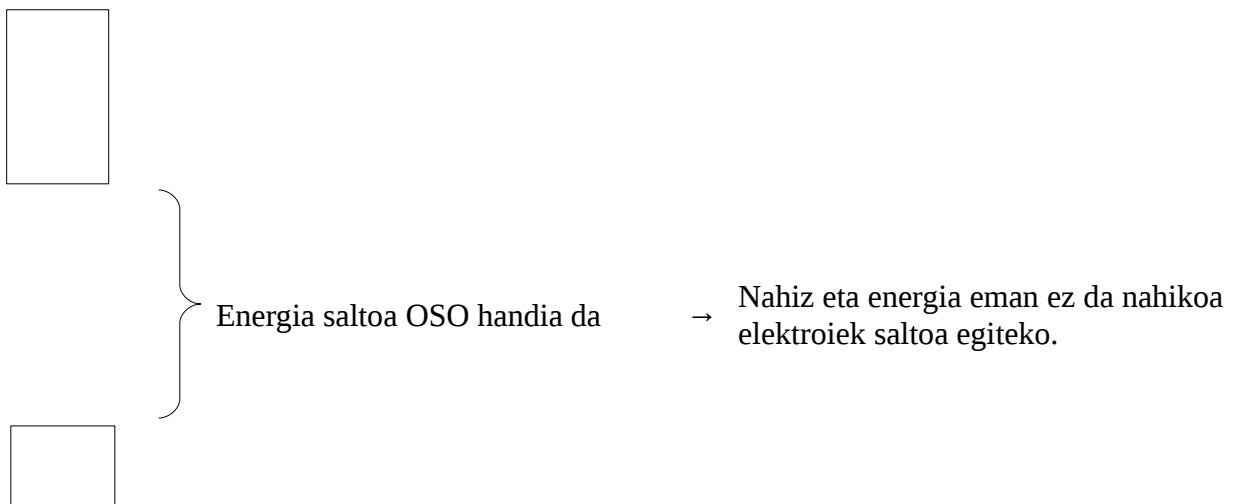 Energia saltoa OSO handia da →
Nahiz eta energia eman ez da nahikoa
elektroiek saltoa egiteko.